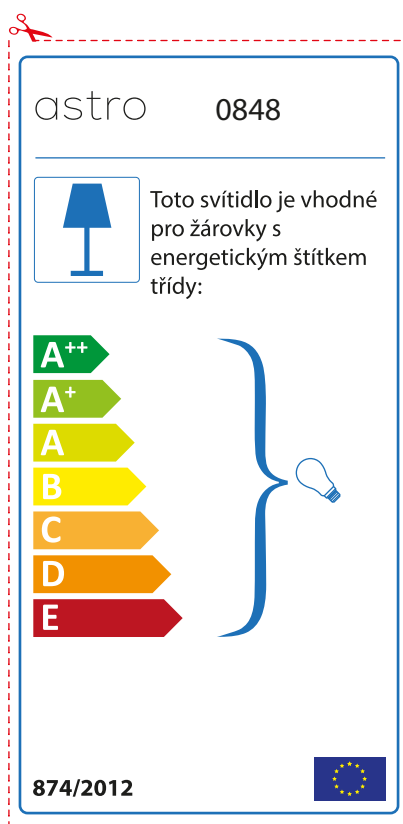 astro 0848
Toto svítidlo je vhodné
pro žárovky s
energetickým štítkem
třídy:
A++
A+
A
B
C
D
E
874/2012